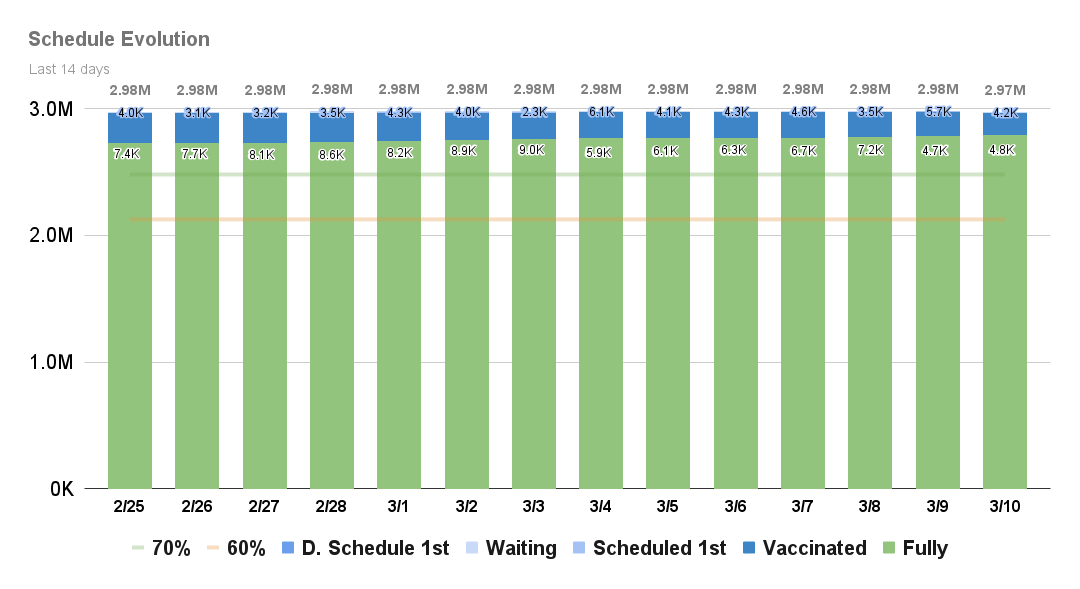 Schedule Evolution
Last 14 days
2.98M 2.98M 2.98M 2.98M 2.98M 2.98M 2.98M 2.98M 2.98M 2.98M 2.98M 2.98M 2.98M 2.97M
3.0M
4.0K 3.1K 3.2K 3.5K 4.3K 4.0K 2.3K 6.1K 4.1K 4.3K 4.6K 3.5K 5.7K 4.2K
7.4K 7.7K 8.1K 8.6K 8.2K 8.9K 9.0K 5.9K 6.1K 6.3K 6.7K 7.2K 4.7K 4.8K
2.0M
1.0M
0K
2/25 2/26 2/27 2/28 3/1 3/2 3/3 3/4 3/5 3/6 3/7 3/8 3/9 3/10
70% 60% D. Schedule 1st Waiting Scheduled 1st Vaccinated Fully